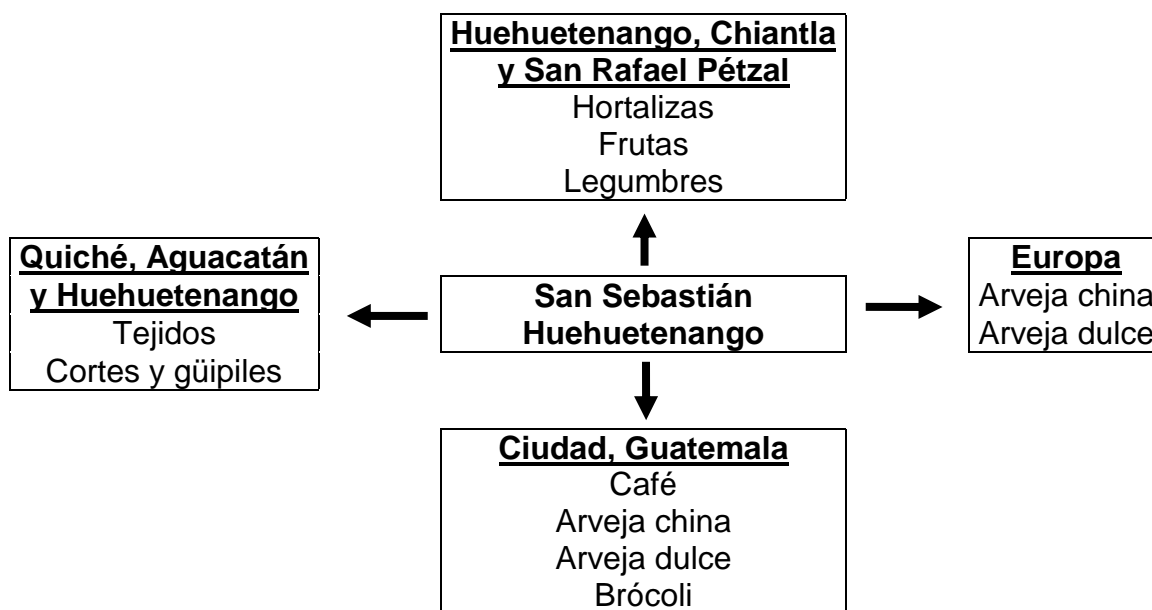 Huehuetenango, Chiantla
y San Rafael Pétzal
Hortalizas
Frutas
Legumbres
Quiché, Aguacatán
y Huehuetenango
Tejidos
Cortes y güipiles
San Sebastián
Huehuetenango
Europa
Arveja china
Arveja dulce
Ciudad, Guatemala
Café
Arveja china
Arveja dulce
Brócoli